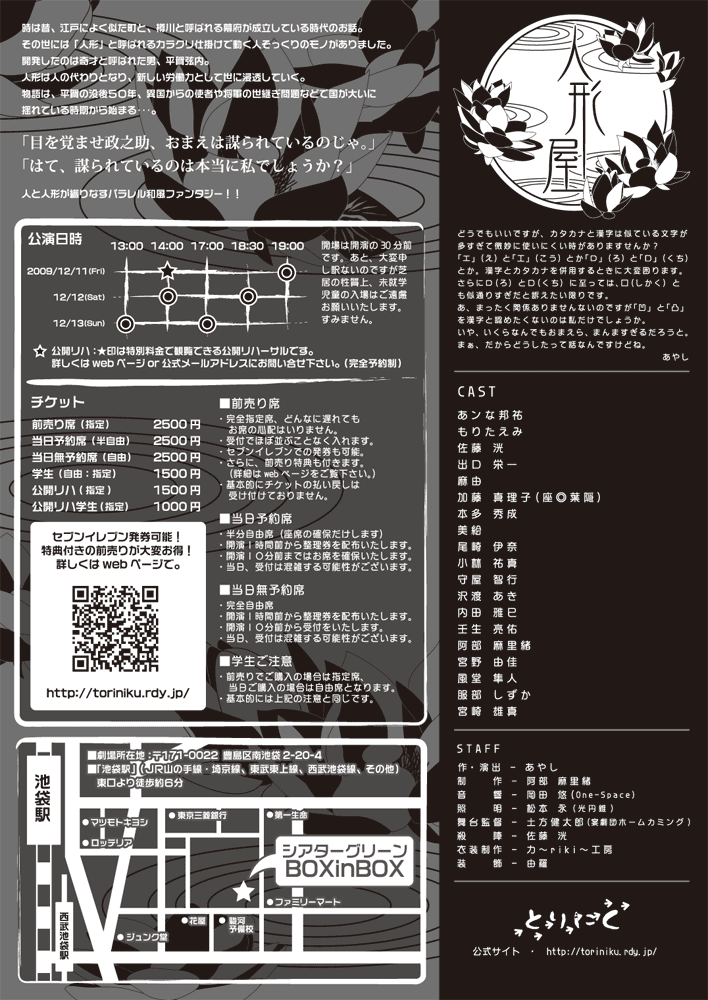 時は昔、江戸によく似た町と、樽川と呼ばれる幕府が成立している時代のお話。
その世には「人形」と呼ばれるカラクリ仕掛けで動く人そっくりのモノがありました。
開発したのは奇才と呼ばれた男、平賀弦内。
人形は人の代わりとなり、新しい労働力として世に浸透していく。
物語は、平賀の没後50年、異国からの使者や将軍の世継ぎ問題などで国が大いに
揺れている時期から始まる・・・。
「目を覚ませ政之助、おまえは謀られているのじゃ。」
「はて、謀られているのは本当に私でしょうか？」
人と人形が織りなすパラレル和風ファンタジー！！
公演日時
13:00 14:00 17:00 18:30 19:00
2009/12/11(Fri)
12/12(Sat)
12/13(Sun)
開場は開演の30分前
です。あと、大変申
し訳ないのですが芝
居の性質上、未就学
児童の入場はご遠慮
お願いいたします。
すみません。
☆ 公開リハ：★印は特別料金で観覧できる公開リハーサルです。
詳しくはwebページor公式メールアドレスにお問い合せ下さい。（完全予約制）
チケット
前売り席（指定） 2500円
当日予約席（半自由） 2500円
当日無予約席（自由） 2500円
学生（自由：指定） 1500円
公開リハ（指定） 1500円
公開リハ学生（指定） 1000円
セブンイレブン発券可能！
特典付きの前売りが大変お得！
詳しくはwebページで。
http://toriniku.rdy.jp/
■前売り席
・完全指定席、どんなに遅れても
お席の心配はいりません。
・受付でほぼ並ぶことなく入れます。
・セブンイレブンでの発券も可能。
・さらに、前売り特典も付きます。
（詳細はwebページをご覧下さい。）
・基本的にチケットの払い戻しは
受け付けておりません。
■当日予約席
・半分自由席（座席の確保だけします）
・開演１時間前から整理券を配布いたします。
・開演１０分前まではお席を確保いたします。
・当日、受付は混雑する可能性がございます。
■当日無予約席
・完全自由席
・開演１時間前から整理券を配布いたします。
・開演１０分前から受付をいたします。
・当日、受付は混雑する可能性がございます。
■学生ご注意
・前売りでご購入の場合は指定席、
当日ご購入の場合は自由席となります。
・基本的には上記の注意と同じです。
■劇場所在地：〒171-0022 豊島区南池袋2-20-4
■「池袋駅」（JR山の手線・埼京線、東武東上線、西武池袋線、その他）
東口より徒歩約6分
池袋駅
西武池袋駅
マツモトキヨシ
ロッテリア
東京三菱銀行
第一生命
シアターグリーン
BOXinBOX
ファミリーマート
花屋
駿河
予備校
ジュンク堂
人形屋
どうでもいいですが、カタカナと漢字は似ている文字が
多すぎて微妙に使いにくい時がありますせんか？
「エ」(え)と「工」(こう)とか「ロ」(ろ)と「口」(くち)
とか。漢字とカタカナを併用するときに大変困ります。
さらにロ(ろ)と口(くち)に至っては、□(しかく)と
も似通りすぎだと訴えたい限りです。
あ、まったく関係ありませんないのですが「凹」と「凸」
を漢字と認めたくないのは私だけでしょうか。
いや、いくらなんでもおまえら、まんますぎるだろうと。
まぁ、だからどうしたって話なんですけどね。
あやし
CAST
あンな邦祐
もりたえみ
佐藤 洸
出口 栄一
麻由
加藤 真理子(座◎葉隠)
本多 秀成
美絵
尾崎 伊奈
小林 祐真
守屋 智行
沢渡 あき
内田 雅巳
壬生 亮佑
阿部 麻里緒
宮野 由佳
風堂 隼人
服部 しずか
宮崎 雄真
STAFF
作・演出 － あやし
制作 － 阿部 麻里緒
音響 － 岡田 悠(One-Space)
照明 － 松本 永(光円錐)
舞台監督 － 土方健太郎(宴劇団ホームカミング)
殺陣 － 佐藤 洸
衣装制作 － カ～riki～工房
装飾 － 由羅
とりにく
公式サイト ・ http://toriniku.rdy.jp/